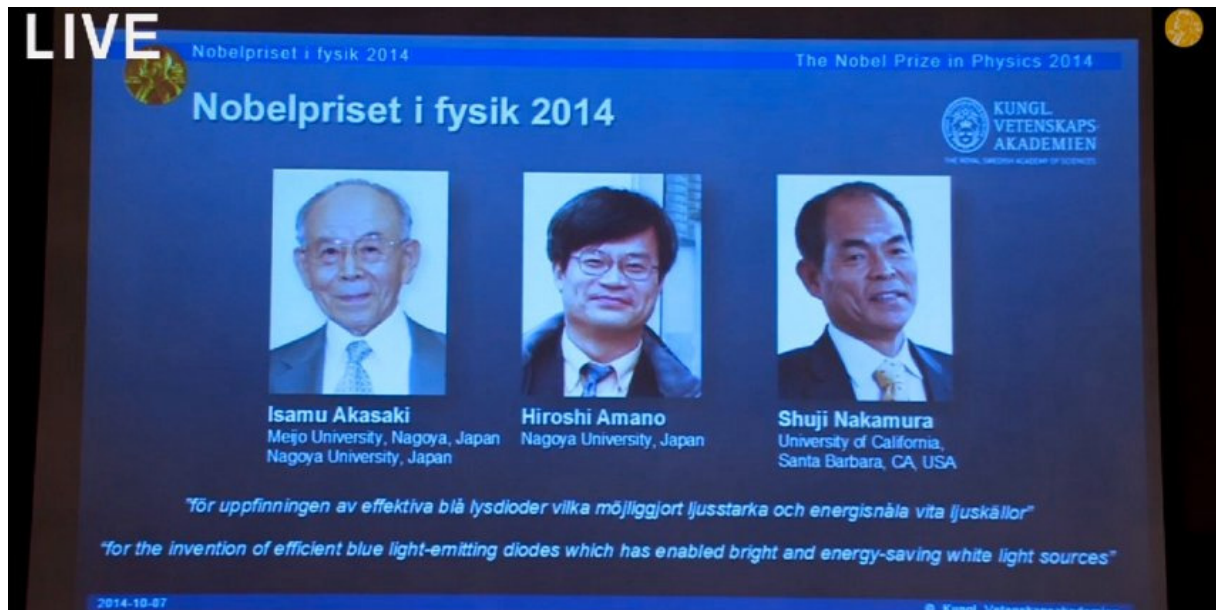 LIVE
Nobelpriset i fysik 2014
The Nobel Prize in Physics 2014
Nobelpriset i fysik 2014
KUNGL.
VETENSKAPS-
AKADEMIEN
THE ROYAL SWEDISH ACADEMY OF SCIENCES
Isamu Akasaki
Meijo University, Nagoya, Japan
Nagoya University, Japan
Hiroshi Amano
Nagoya University, Japan
Shuji Nakamura
University of California,
Santa Barbara, CA, USA
"för uppfinningen av effektiva blå lysdioder vilka möjliggjort ljusstarka och energisnåla vita ljuskällor"
"for the invention of efficient blue light-emitting diodes which has enabled bright and energy-saving white light sources"
2014-10-07
© Kungl. Vetenskapsakade